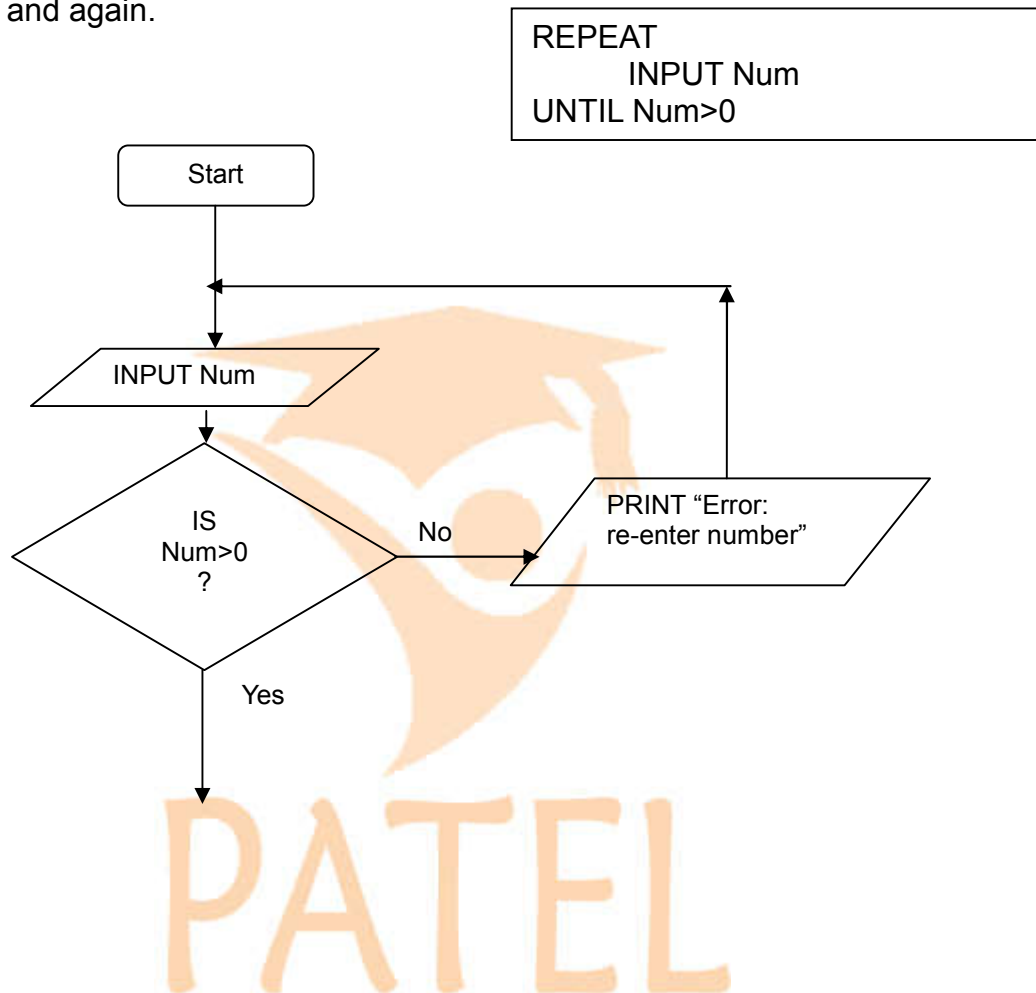 and again.
REPEAT
INPUT Num
UNTIL Num>0
Start
INPUT Num
IS
Num>0
?
No
PRINT “Error:
re-enter number”
Yes
PATEL